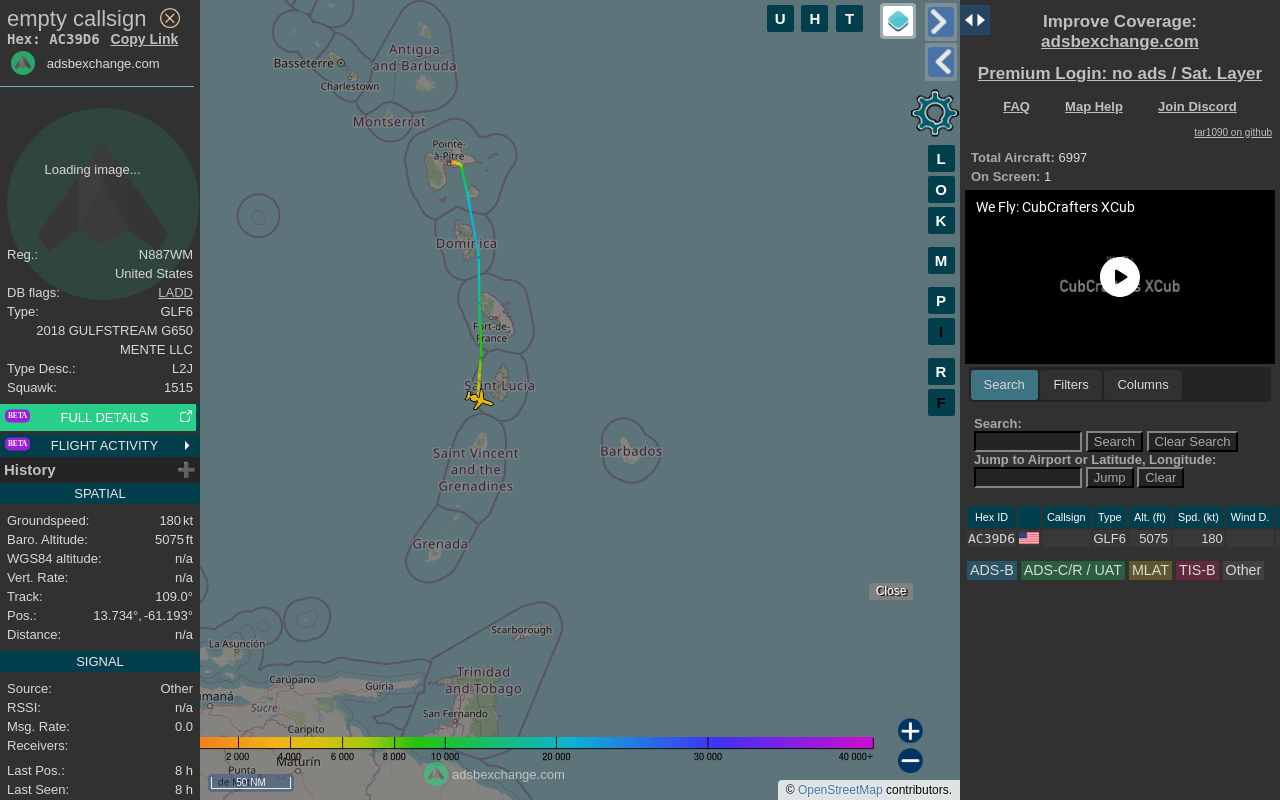 empty callsign
Hex: AC39D6 Copy Link
adsbexchange.com
Loading image...
Reg.: N887WM
United States
DB flags: LADD
Type: GLF6
2018 GULFSTREAM G650
MENTE LLC
Type Desc.: L2J
Squawk: 1515
BETA FULL DETAILS
BETA FLIGHT ACTIVITY
History
SPATIAL
Groundspeed: 180 kt
Baro. Altitude: 5075 ft
WGS84 altitude: n/a
Vert. Rate: n/a
Track: 109.0°
Pos.: 13.734°, -61.193°
Distance: n/a
SIGNAL
Source: Other
RSSI: n/a
Msg. Rate: 0.0
Receivers:
Last Pos.: 8 h
Last Seen: 8 h
U H T
Antigua
and Barbuda
Basseterre
Charlestown
Montserrat
Pointe-
à-Pitre
Dominica
Fort-de-
France
Saint Lucia
Saint Vincent
and the
Grenadines
Barbados
Grenada
Scarborough
Trinidad
and Tobago
San Fernando
La Asunción
Carúpano
Güiria
Sucre
Caripito
Maturín
Punta
L
O
K
M
P
I
R
F
Close
2 000 4 000 6 000 8 000 10 000 20 000 30 000 40 000+
adsbexchange.com
50 NM
© OpenStreetMap contributors.
Improve Coverage:
adsbexchange.com
Premium Login: no ads / Sat. Layer
FAQ Map Help Join Discord
tar1090 on github
Total Aircraft: 6997
On Screen: 1
We Fly: CubCrafters XCub
CubCrafters XCub
Search Filters Columns
Search:
Search Clear Search
Jump to Airport or Latitude, Longitude:
Jump Clear
Hex ID Callsign Type Alt. (ft) Spd. (kt) Wind D.
AC39D6 GLF6 5075 180
ADS-B ADS-C/R / UAT MLAT TIS-B Other